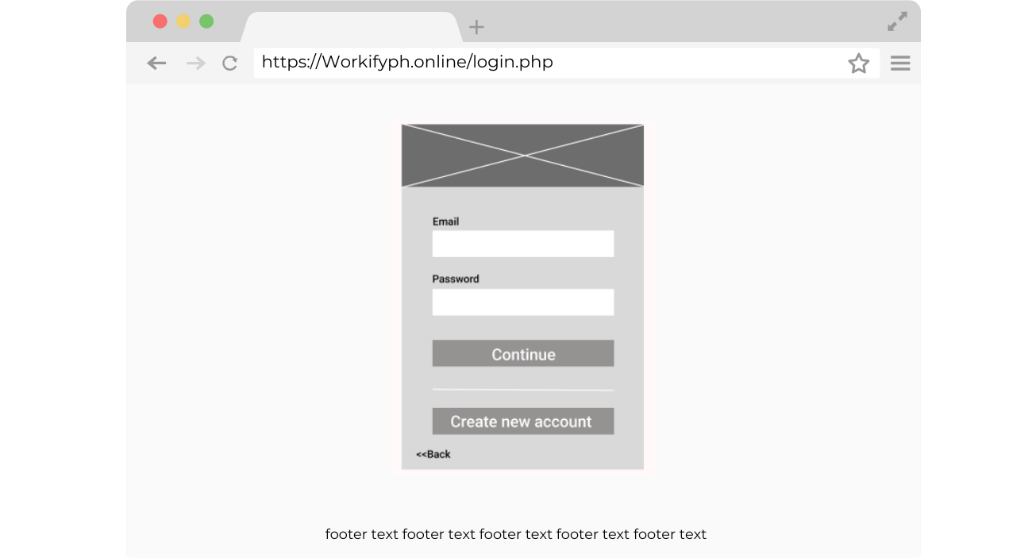 https://Workifyph.online/login.php
Email
Password
Continue
Create new account
<<Back
footer text footer text footer text footer text footer text